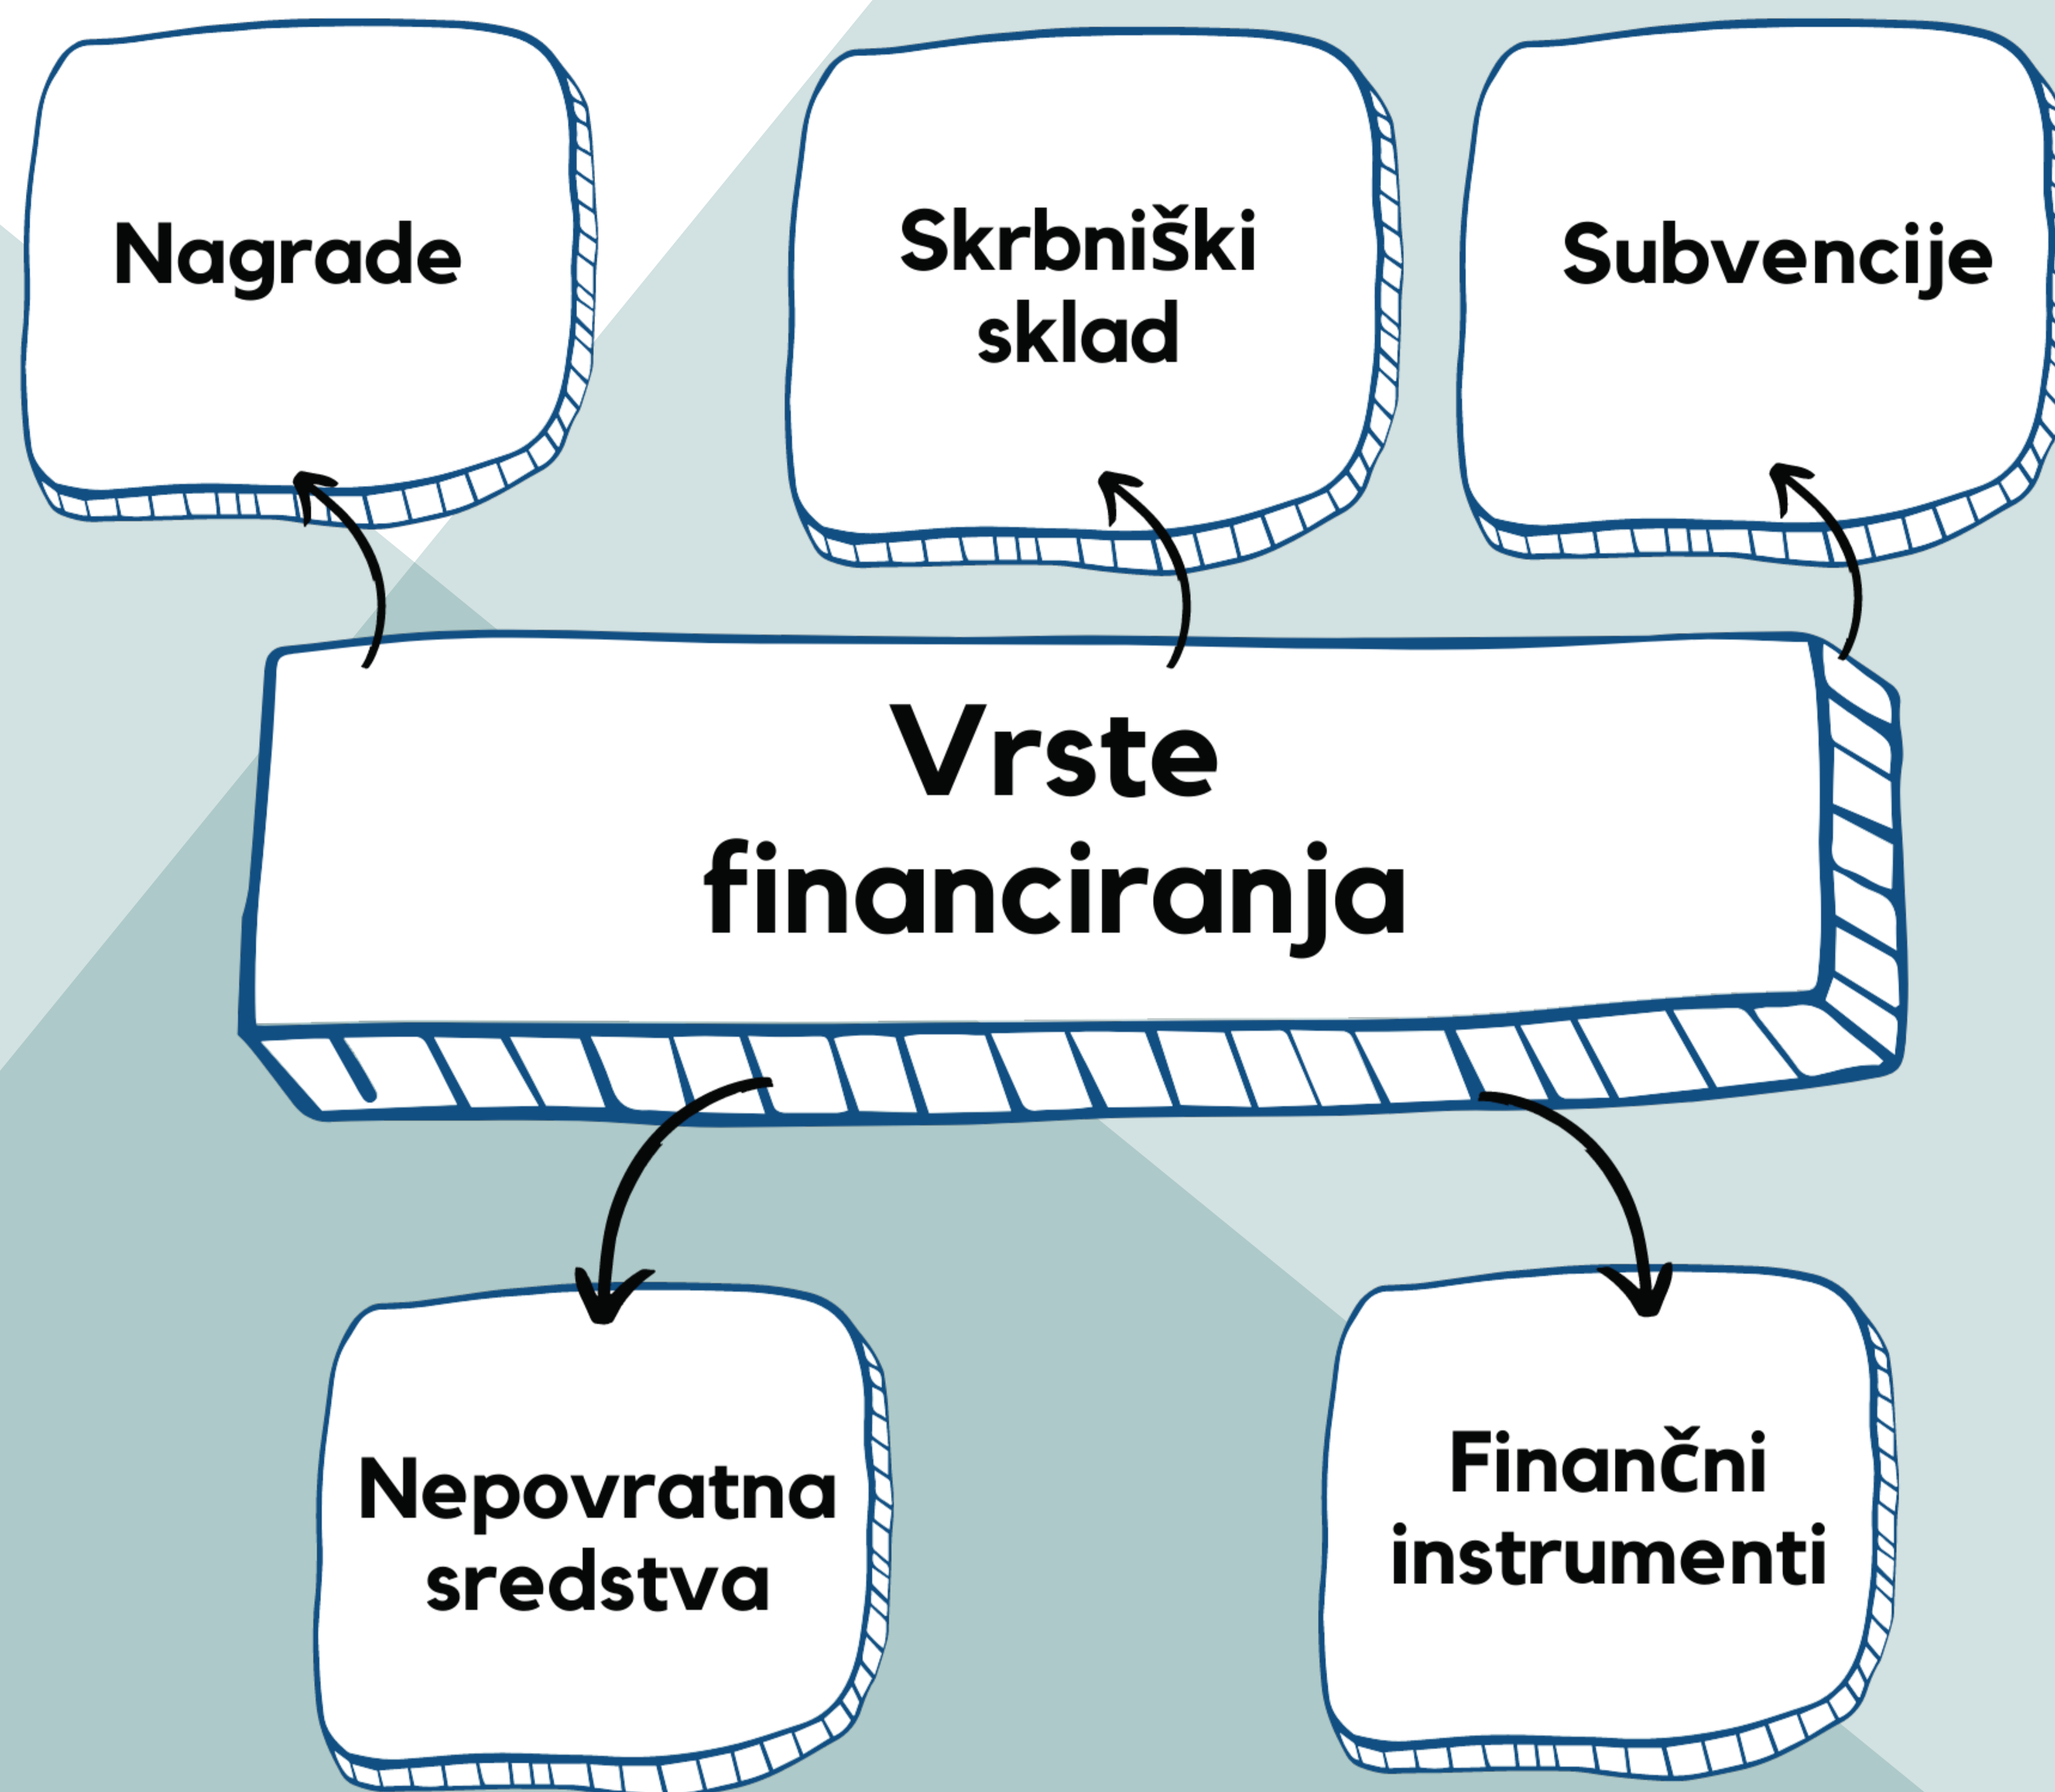 Nagrade
Skrbniški
sklad
Subvencije
Vrste
financiranja
Nepovratna
sredstva
Finančni
instrumenti